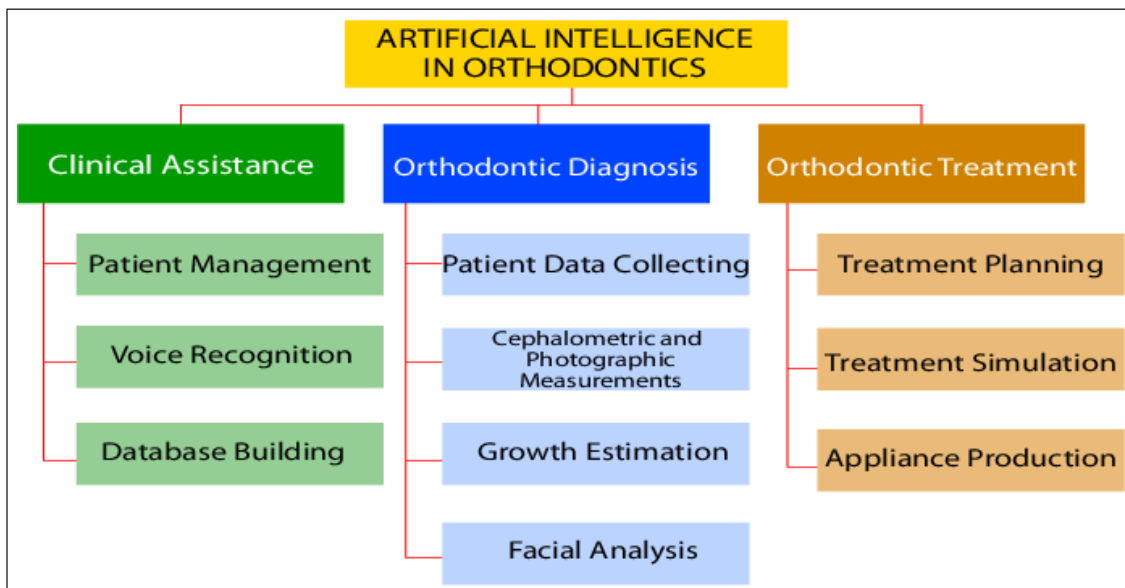 ARTIFICIAL INTELLIGENCE
IN ORTHODONTICS
Clinical Assistance
Patient Management
Voice Recognition
Database Building
Orthodontic Diagnosis
Patient Data Collecting
Cephalometric and
Photographic
Measurements
Growth Estimation
Facial Analysis
Orthodontic Treatment
Treatment Planning
Treatment Simulation
Appliance Production